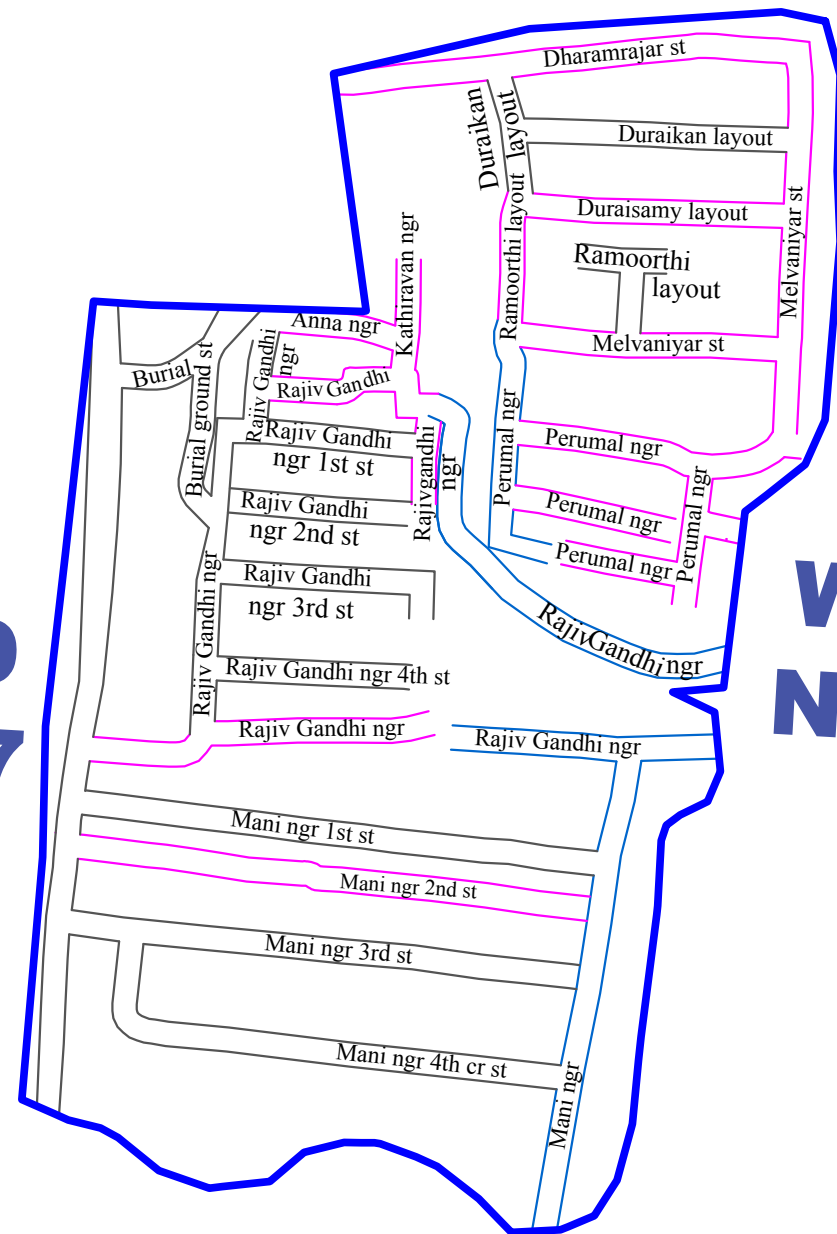 Dharamrajar st
Duraikan
layout
Duraikan layout
Duraisamy layout
Melvaniyar st
Ramoorthi layout
Ramoorthi
layout
Melvaniyar st
Kathiravan ngr
Anna ngr
Burial
Burial ground st
Rajiv Gandhi
ngr
Rajiv Gandhi
Rajiv Gandhi
ngr 1st st
Rajivgandhi
ngr
Perumal ngr
Perumal ngr
Perumal ngr
Perumal ngr
Perumal ngr
Rajiv Gandhi
ngr 2nd st
Rajiv Gandhi
ngr 3rd st
Rajiv Gandhi ngr
RajivGandhi ngr
Rajiv Gandhi ngr 4th st
Rajiv Gandhi ngr
Rajiv Gandhi ngr
Mani ngr 1st st
Mani ngr 2nd st
Mani ngr 3rd st
Mani ngr 4th cr st
Mani ngr
7
N